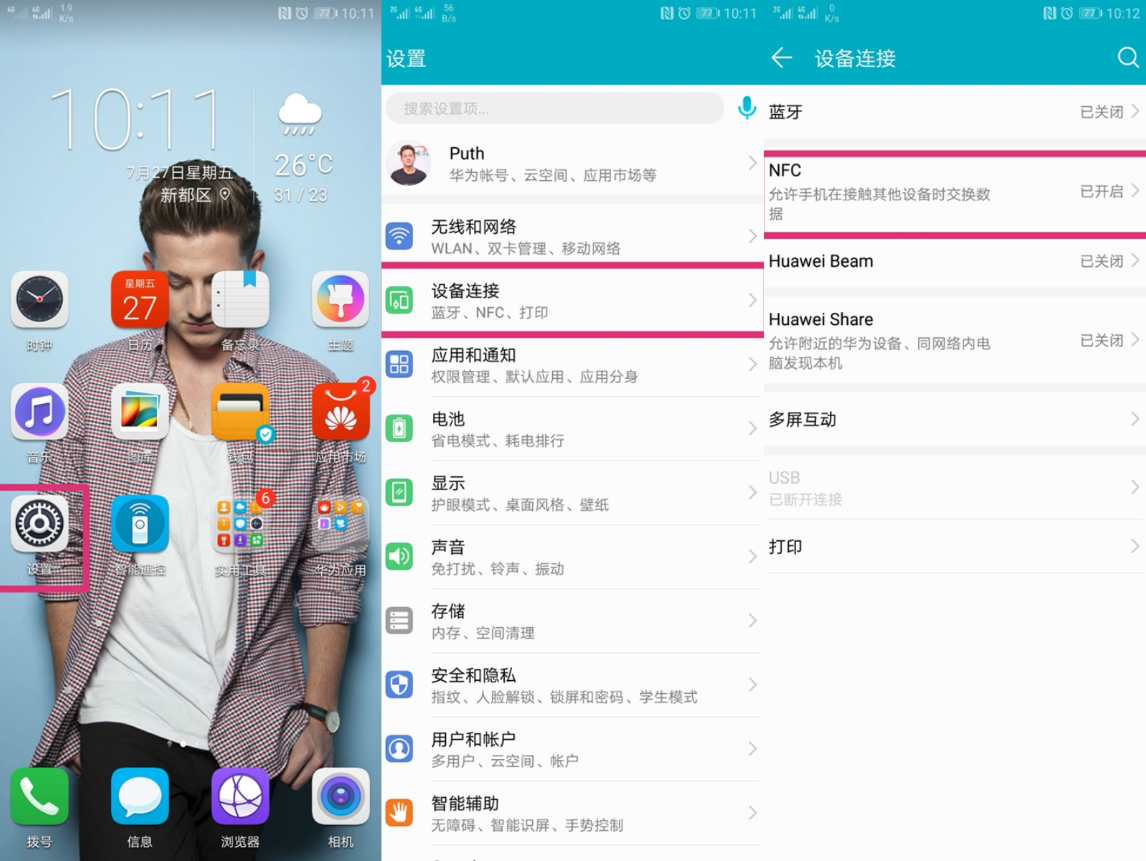 4G 4G 1.9 K/s 77 10:11
10:11
7月27日星期五
新都区
26°C
31 / 23
星期五
27
时钟
日历
备忘录
主题
2
音乐
图库
钱包
应用市场
6
设置
智能遥控
实用工具
华为应用
拨号
信息
浏览器
相机
2G 4G 56 B/s 77 10:11
设置
搜索设置项...
Puth
华为帐号、云空间、应用市场等
无线和网络
WLAN、双卡管理、移动网络
设备连接
蓝牙、NFC、打印
应用和通知
权限管理、默认应用、应用分身
电池
省电模式、耗电排行
显示
护眼模式、桌面风格、壁纸
声音
免打扰、铃声、振动
存储
内存、空间清理
安全和隐私
指纹、人脸解锁、锁屏和密码、学生模式
用户和帐户
多用户、云空间、帐户
智能辅助
无障碍、智能识屏、手势控制
2G 4G 0 K/s 77 10:12
设备连接
蓝牙 已关闭
NFC
允许手机在接触其他设备时交换数
据
已开启
Huawei Beam 已关闭
Huawei Share
允许附近的华为设备、同网络内电
脑发现本机
已关闭
多屏互动
USB
已断开连接
打印